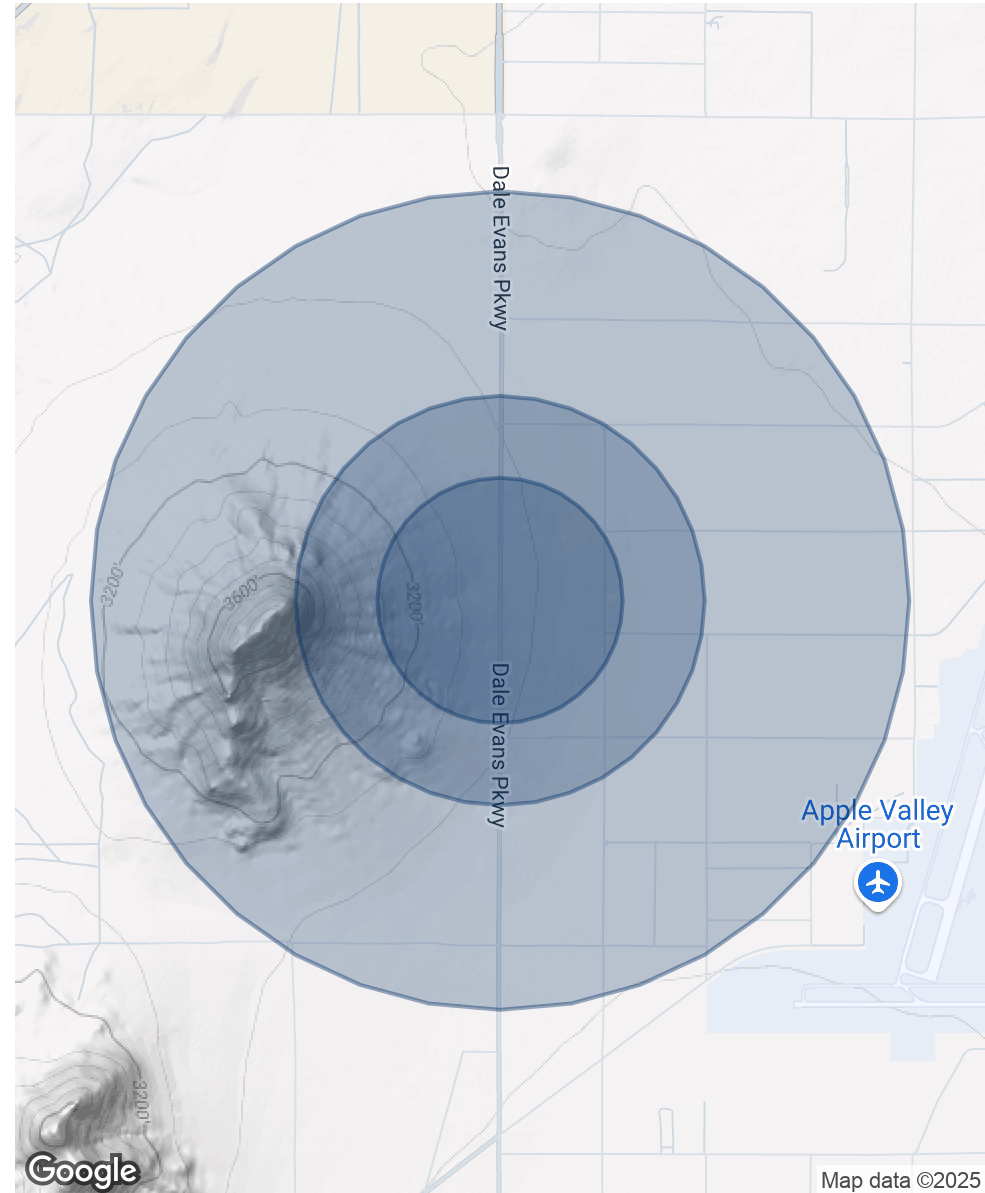 Dale Evans Pkwy
3200'
3600'
3200'
Dale Evans Pkwy
Apple Valley
Airport
3200'
Google
Map data ©2025